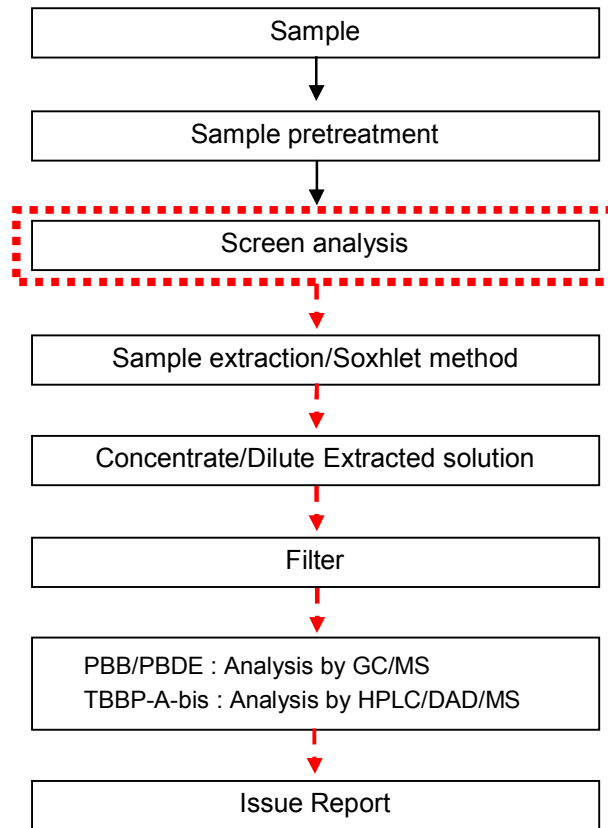 Sample
Sample pretreatment
Screen analysis
Sample extraction/Soxhlet method
Concentrate/Dilute Extracted solution
Filter
PBB/PBDE : Analysis by GC/MS
TBBP-A-bis : Analysis by HPLC/DAD/MS
Issue Report